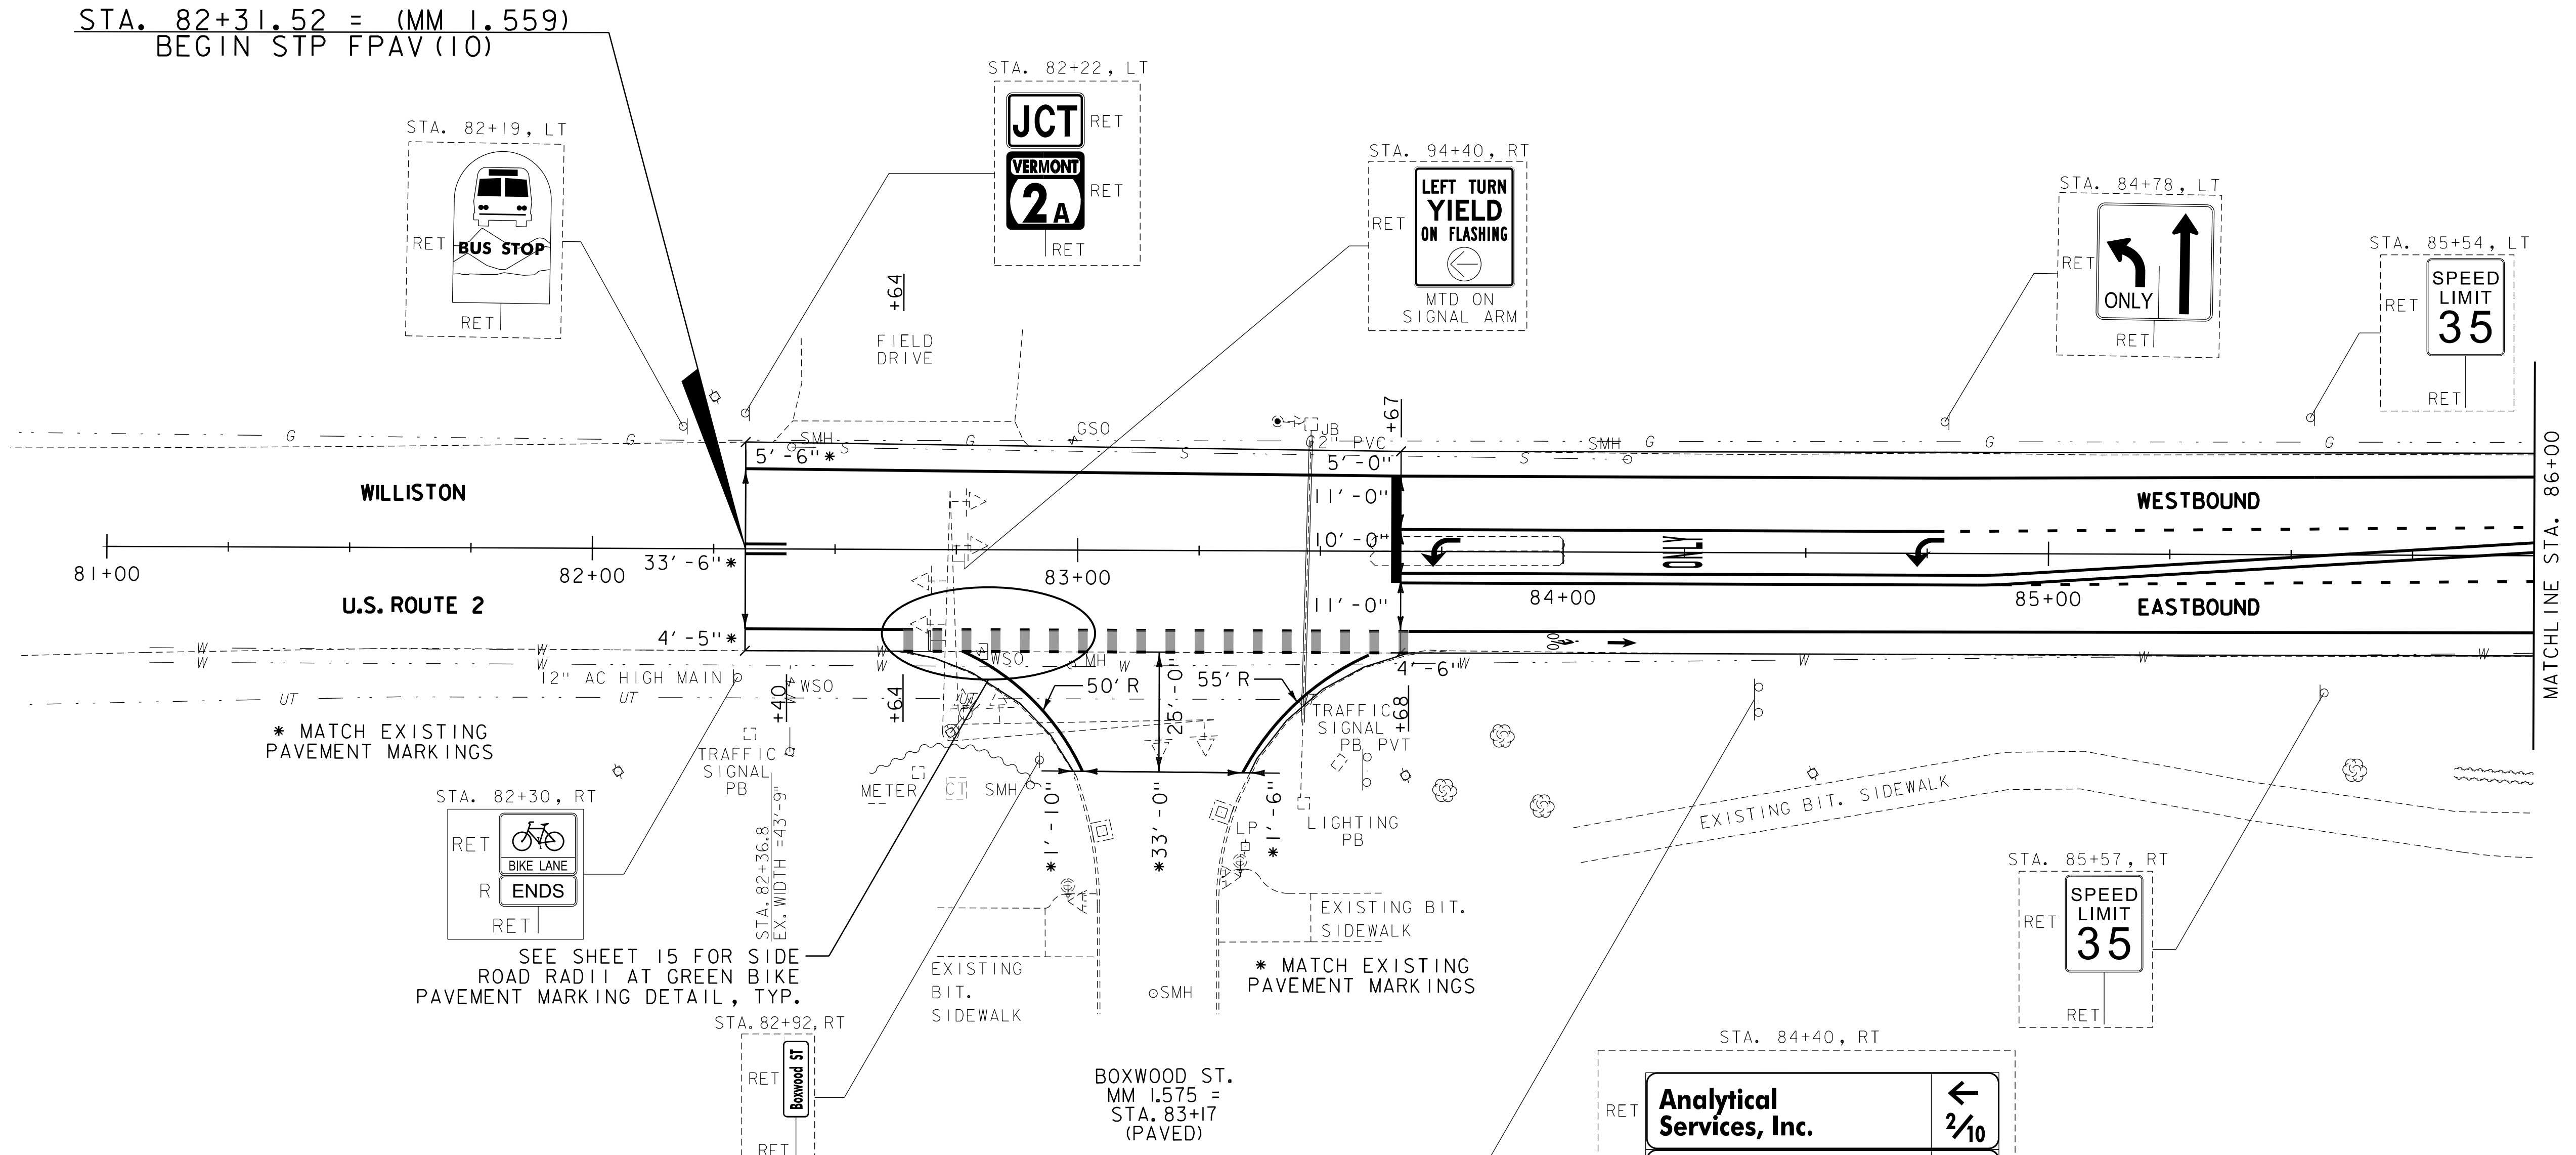 STA. 82+31.52 = (MM 1.559)
BEGIN STP FPAV(10)
STA. 82+19, LT
RET
BUS STOP
RET
STA. 82+22, LT
JCT RET
VERMONT
2A
RET
RET
STA. 94+40, RT
RET
LEFT TURN
YIELD
ON FLASHING
MTD ON
SIGNAL ARM
STA. 84+78, LT
RET
ONLY
RET
STA. 85+54, LT
RET
SPEED
LIMIT
35
RET
+64
FIELD
DRIVE
+67
MATCHLINE STA. 86+00
G
G
SMH
S
G
GSO
S
JB
2" PVC
S
SMH
G
G
G
5'-6"*
5'-0"
WILLISTON
11'-0"
WESTBOUND
10'-0"
ONLY
81+00
82+00
33'-6"*
83+00
84+00
85+00
U.S. ROUTE 2
11'-0"
EASTBOUND
4'-5"*
4'-6"
W
W
W
W
W
W
WSO
MH
W
W
W
W
W
12" AC HIGH MAIN
WSO
UT
UT
UT
+40
+64
50'R
25'-0"
55'R
+68
* MATCH EXISTING
PAVEMENT MARKINGS
TRAFFIC
SIGNAL
PB
TRAFFIC
SIGNAL
PB PVT
METER
CT
SMH
*1'-10"
*33'-0"
*1'-6"
LP
LIGHTING
PB
EXISTING BIT. SIDEWALK
STA. 82+30, RT
RET
BIKE LANE
R
ENDS
RET
STA. 82+36.8
EX. WIDTH =43'-9"
SEE SHEET 15 FOR SIDE
ROAD RADII AT GREEN BIKE
PAVEMENT MARKING DETAIL, TYP.
EXISTING
BIT.
SIDEWALK
EXISTING BIT.
SIDEWALK
* MATCH EXISTING
PAVEMENT MARKINGS
SMH
STA. 85+57, RT
RET
SPEED
LIMIT
35
RET
STA. 82+92, RT
RET
Boxwood ST
RET
BOXWOOD ST.
MM 1.575 =
STA. 83+17
(PAVED)
STA. 84+40, RT
RET
Analytical
Services, Inc.
2/10